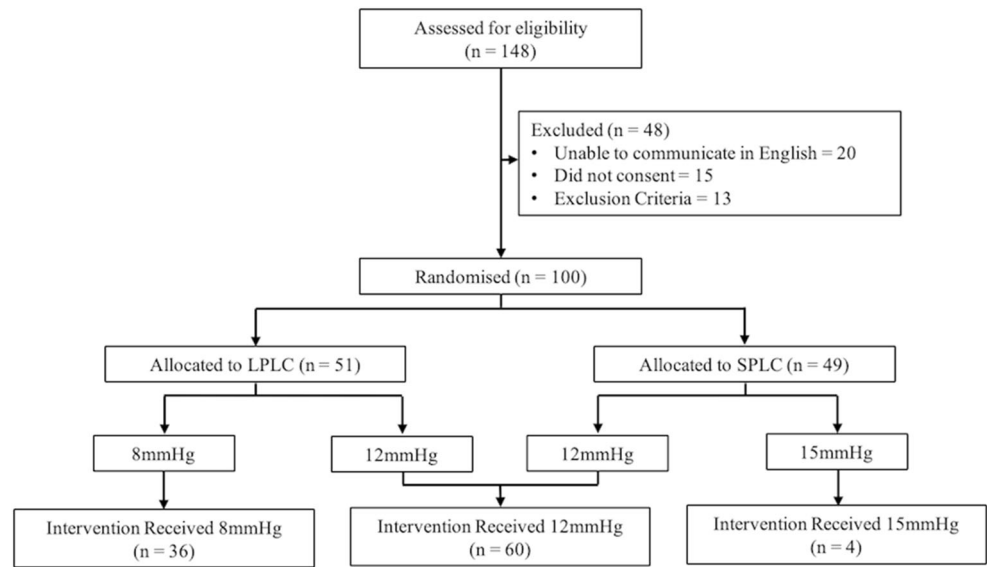 Assessed for eligibility
(n = 148)
Excluded (n = 48)
• Unable to communicate in English = 20
• Did not consent = 15
• Exclusion Criteria = 13
Randomised (n = 100)
Allocated to LPLC (n = 51)
Allocated to SPLC (n = 49)
8mmHg
12mmHg
12mmHg
15mmHg
Intervention Received 8mmHg
(n = 36)
Intervention Received 12mmHg
(n = 60)
Intervention Received 15mmHg
(n = 4)